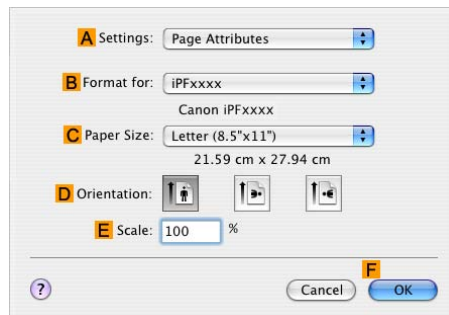 A Settings: Page Attributes
B Format for: iPFxxxx
Canon iPFxxxx
C Paper Size: Letter (8.5"x11")
21.59 cm x 27.94 cm
D Orientation:
E Scale: 100 %
F
? Cancel OK